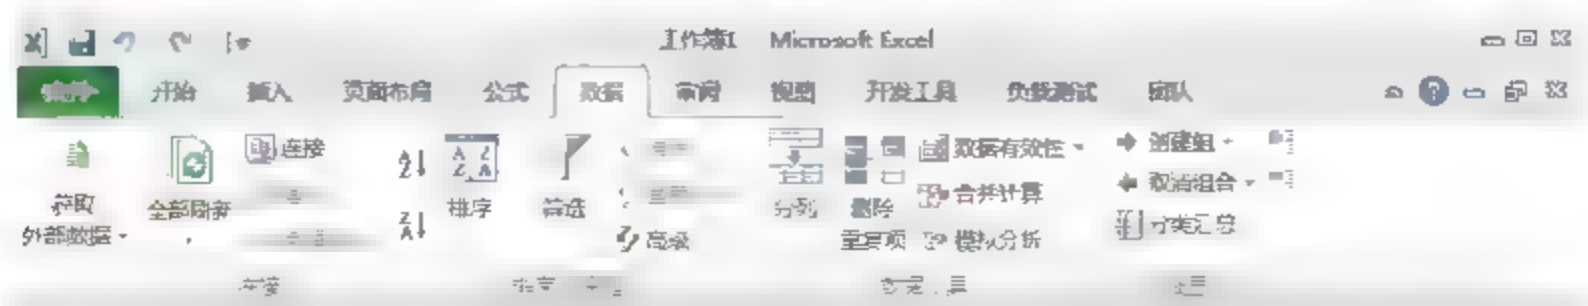 工作簿1 Microsoft Excel
开始 插入 页面布局 公式 数据 审阅 视图 开发工具 负载测试 团队
连接 数据有效性 创建组
获取 全部刷新 排序 筛选 分列 删除 合并计算 取消组合
外部数据 高级 重复项 模拟分析 分类汇总
连接